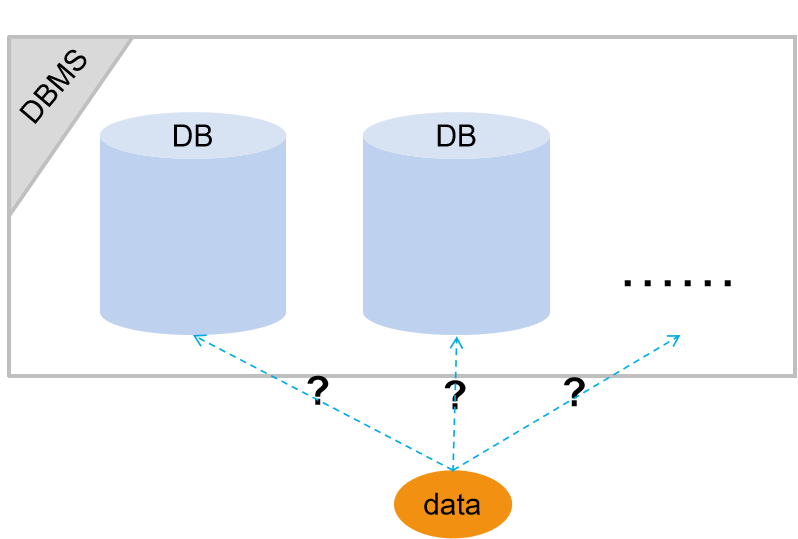 DBMS
DB
DB
......
?
?
?
data